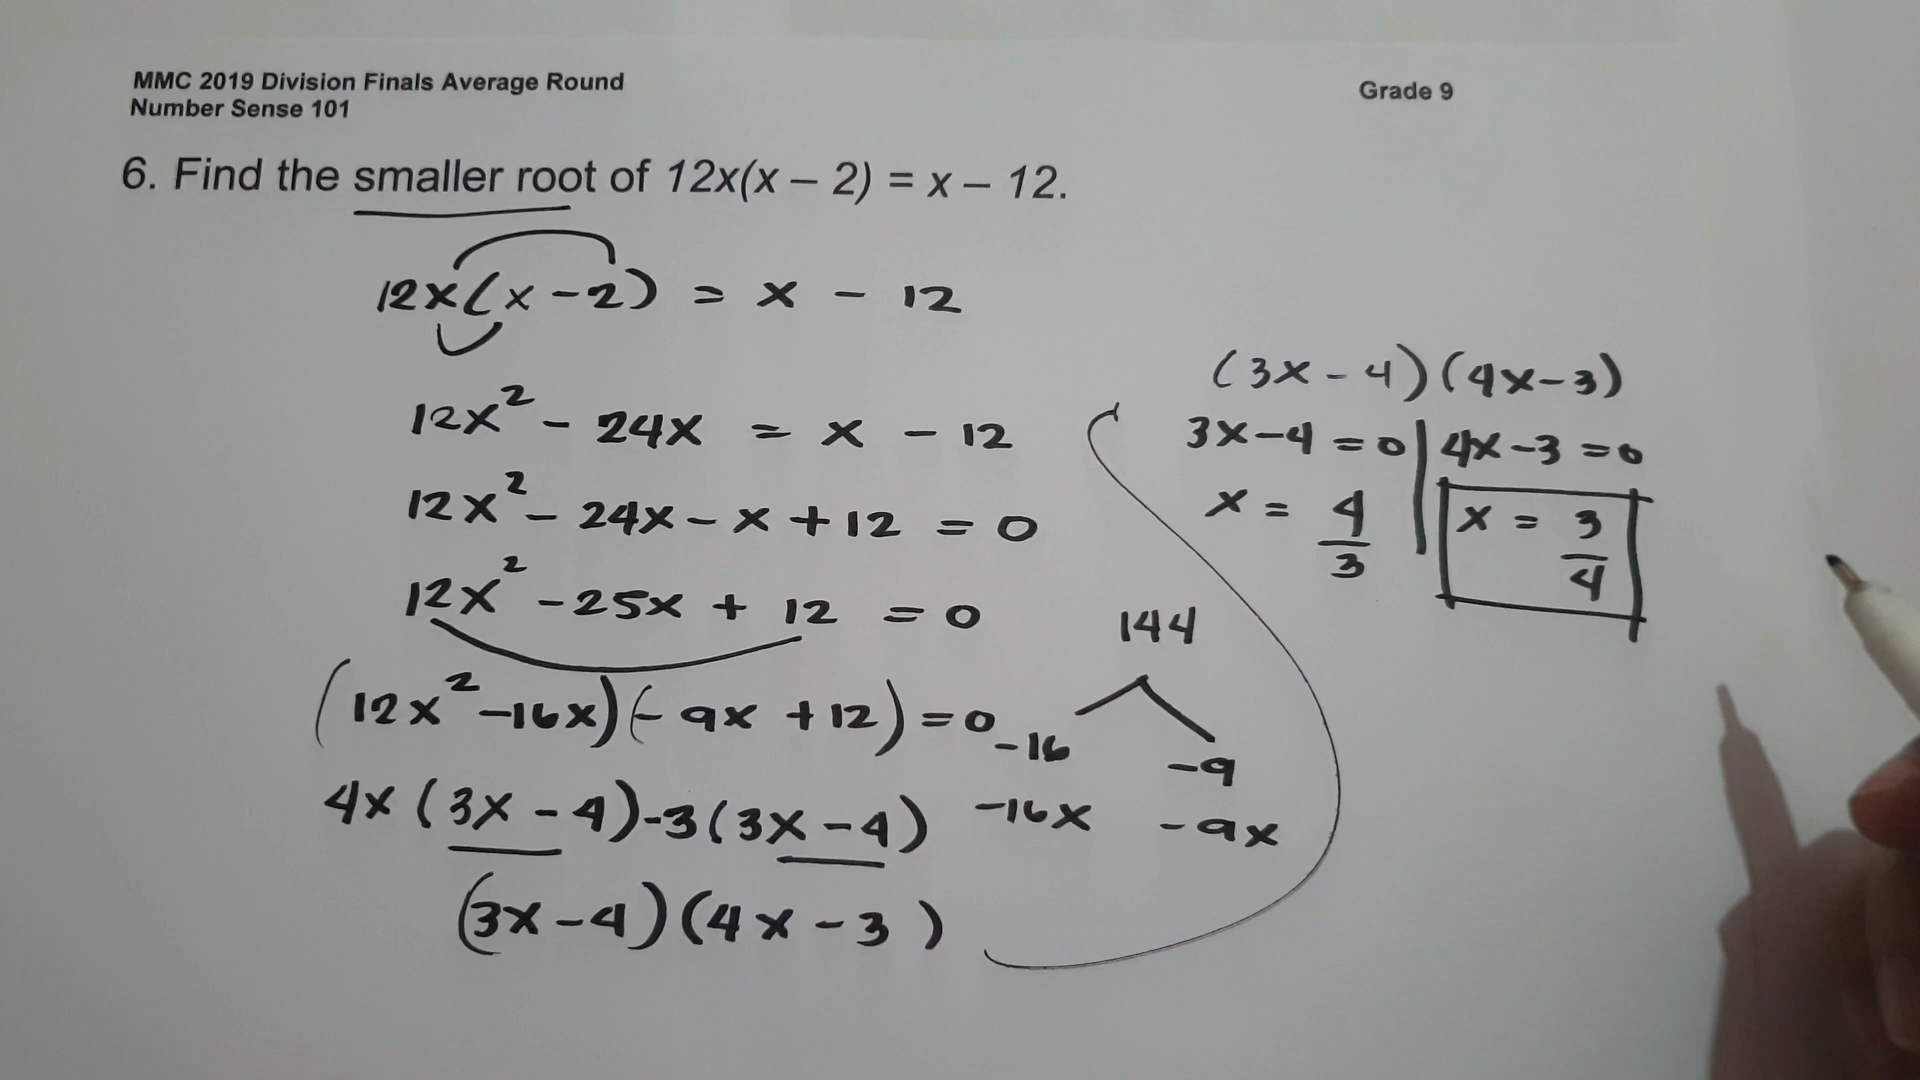 MMC 2019 Division Finals Average Round
Number Sense 101
Grade 9
6. Find the smaller root of 12x(x – 2) = x – 12.
12x(x - 2) = x - 12
12x² - 24x = x - 12
12x² - 24x - x + 12 = 0
12x² - 25x + 12 = 0
(12x² - 16x)(- 9x + 12) = 0
4x (3x - 4) - 3(3x - 4)
(3x - 4)(4x - 3)
144
-16 -9
-16x -9x
(3x - 4)(4x - 3)
3x - 4 = 0 | 4x - 3 = 0
x = 4/3 | x = 3/4